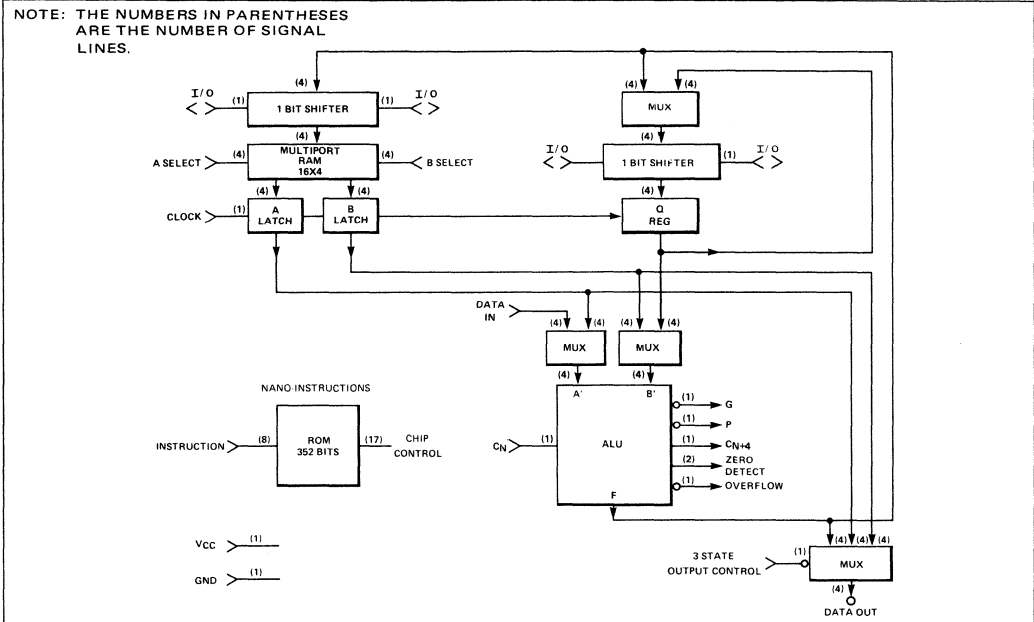 NOTE: THE NUMBERS IN PARENTHESES
ARE THE NUMBER OF SIGNAL
LINES.
(4)
(4)
(4)
I/O
(1)
1 BIT SHIFTER
(1)
I/O
MUX
(4)
(4)
A SELECT
(4)
MULTIPORT
RAM
16X4
(4)
B SELECT
I/O
1 BIT SHIFTER
(1)
I/O
(4)
(4)
(4)
CLOCK
(1)
A
LATCH
B
LATCH
Q
REG
DATA
IN
(4)
(4)
(4)
(4)
MUX
MUX
(4)
(4)
NANO-INSTRUCTIONS
A'
B'
(1)
G
(1)
P
INSTRUCTION
(8)
ROM
352 BITS
(17)
CHIP
CONTROL
CN
(1)
ALU
(1)
CN+4
(2)
ZERO
DETECT
(1)
OVERFLOW
F
VCC
(1)
(4)
(4)
(4)
3 STATE
OUTPUT CONTROL
(1)
MUX
GND
(1)
(4)
DATA OUT